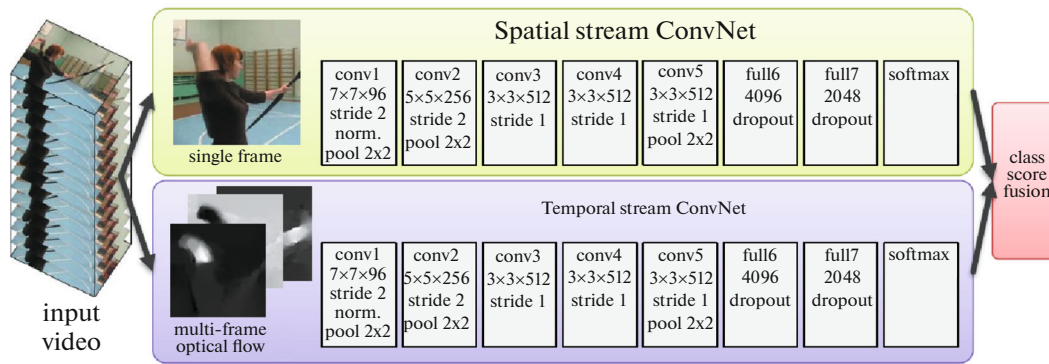 Spatial stream ConvNet
conv1
7×7×96
stride 2
norm.
pool 2x2
conv2
5×5×256
stride 2
pool 2x2
conv3
3×3×512
stride 1
conv4
3×3×512
stride 1
conv5
3×3×512
stride 1
pool 2x2
full6
4096
dropout
full7
2048
dropout
softmax
single frame
class
score
fusion
Temporal stream ConvNet
conv1
7×7×96
stride 2
norm.
pool 2x2
conv2
5×5×256
stride 2
pool 2x2
conv3
3×3×512
stride 1
conv4
3×3×512
stride 1
conv5
3×3×512
stride 1
pool 2x2
full6
4096
dropout
full7
2048
dropout
softmax
input
video
multi-frame
optical flow